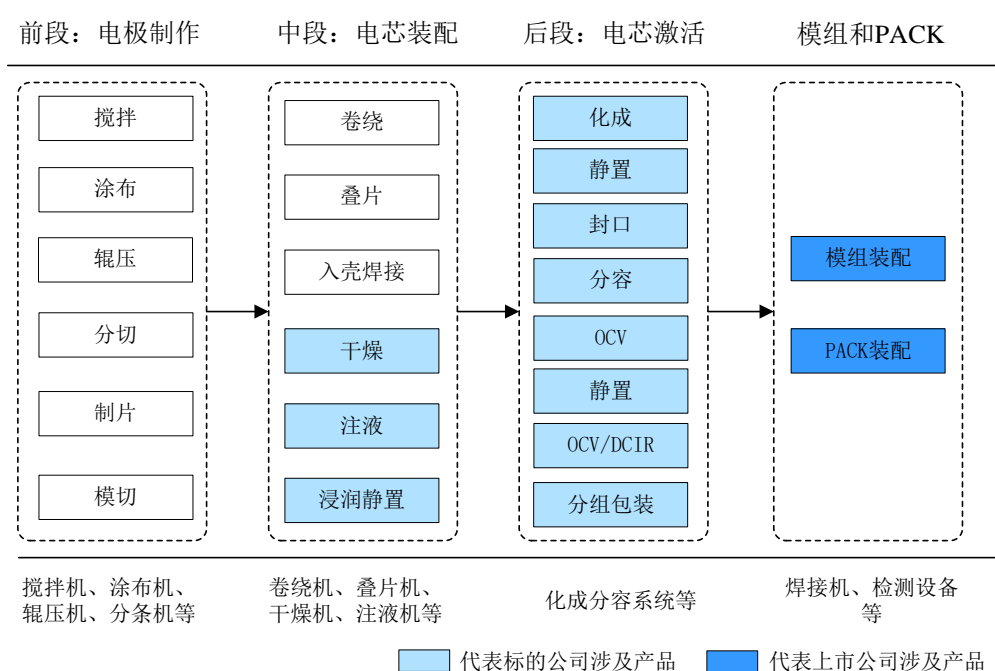 前段：电极制作
中段：电芯装配
后段：电芯激活
模组和PACK
搅拌
涂布
辊压
分切
制片
模切
卷绕
叠片
入壳焊接
干燥
注液
浸润静置
化成
静置
封口
分容
OCV
静置
OCV/DCIR
分组包装
模组装配
PACK装配
搅拌机、涂布机、
辊压机、分条机等
卷绕机、叠片机、
干燥机、注液机等
化成分容系统等
焊接机、检测设备
等
代表标的公司涉及产品
代表上市公司涉及产品